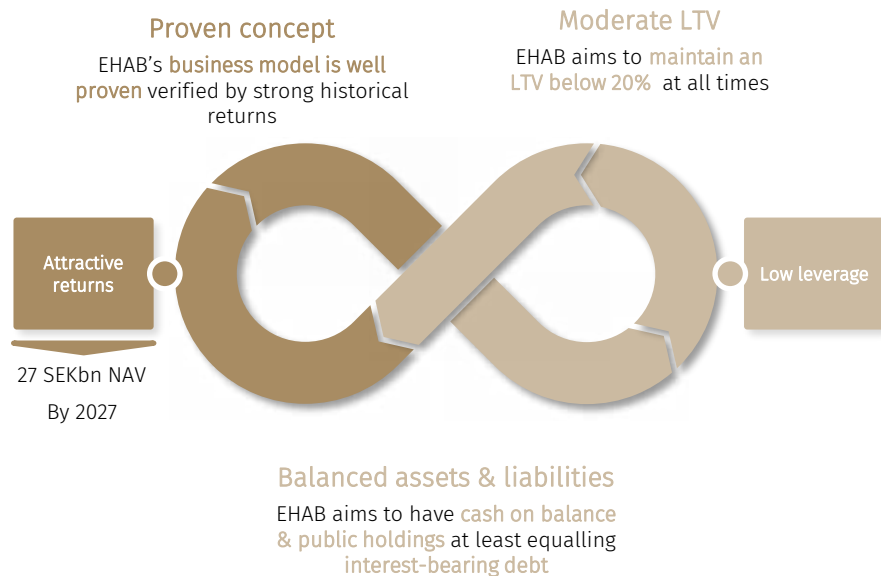 Proven concept
EHAB's business model is well
proven verified by strong historical
returns
Moderate LTV
EHAB aims to maintain an
LTV below 20% at all times
Attractive
returns
Low leverage
27 SEKbn NAV
By 2027
Balanced assets & liabilities
EHAB aims to have cash on balance
& public holdings at least equalling
interest-bearing debt